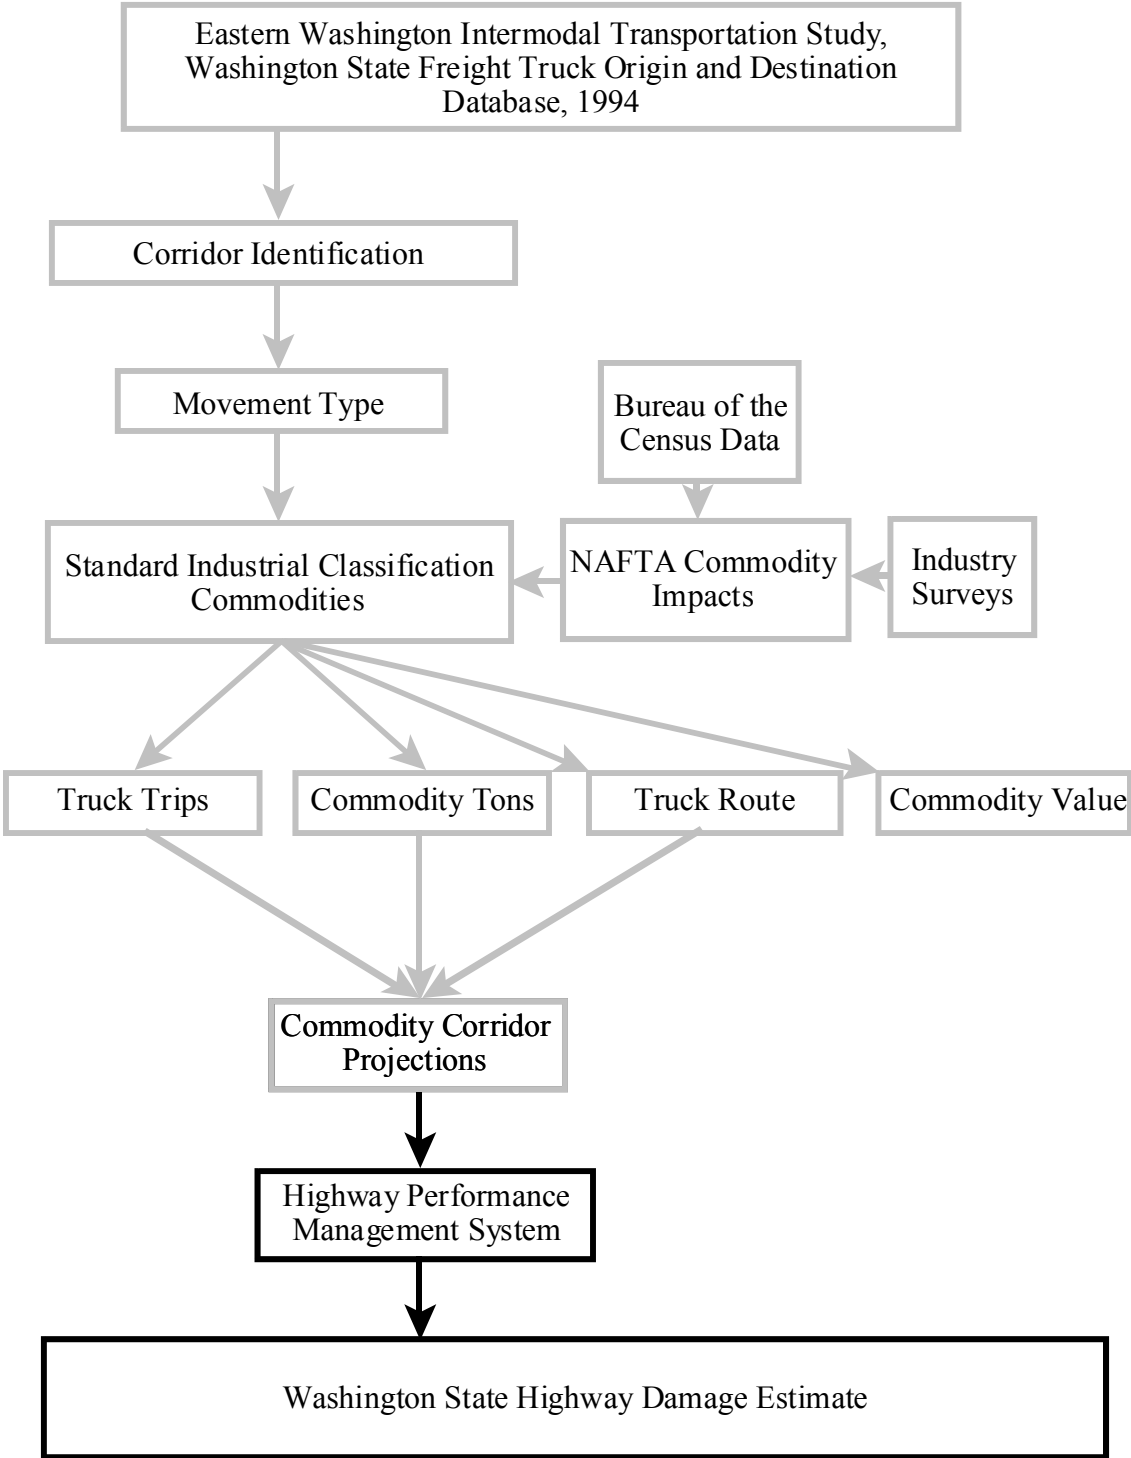 Eastern Washington Intermodal Transportation Study,
Washington State Freight Truck Origin and Destination
Database, 1994
Corridor Identification
Movement Type
Bureau of the
Census Data
Standard Industrial Classification
Commodities
NAFTA Commodity
Impacts
Industry
Surveys
Truck Trips
Commodity Tons
Truck Route
Commodity Value
Commodity Corridor
Projections
Highway Performance
Management System
Washington State Highway Damage Estimate